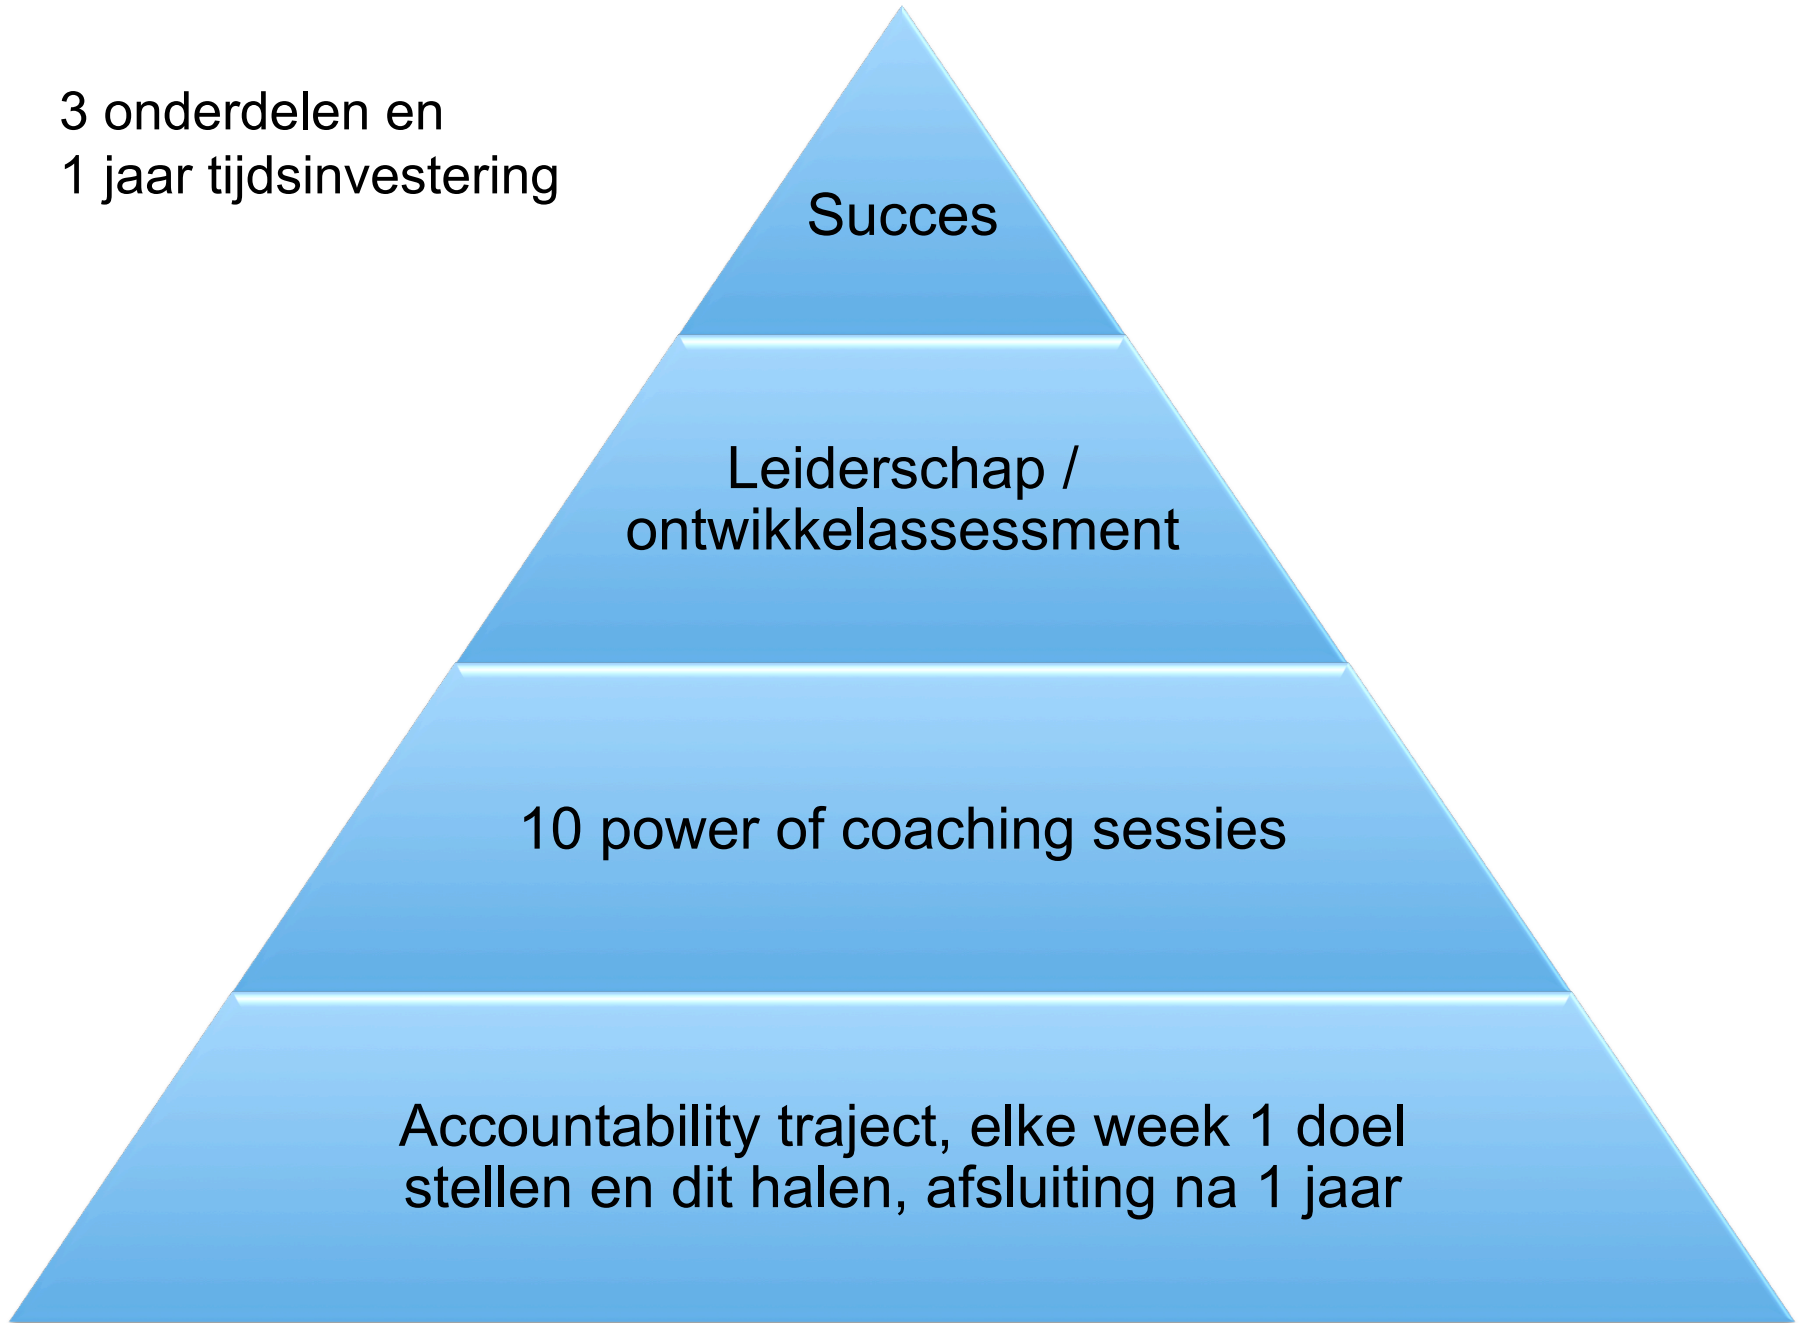 3 onderdelen en
1 jaar tijdsinvestering
Succes
Leiderschap /
ontwikkelassessment
10 power of coaching sessies
Accountability traject, elke week 1 doel
stellen en dit halen, afsluiting na 1 jaar